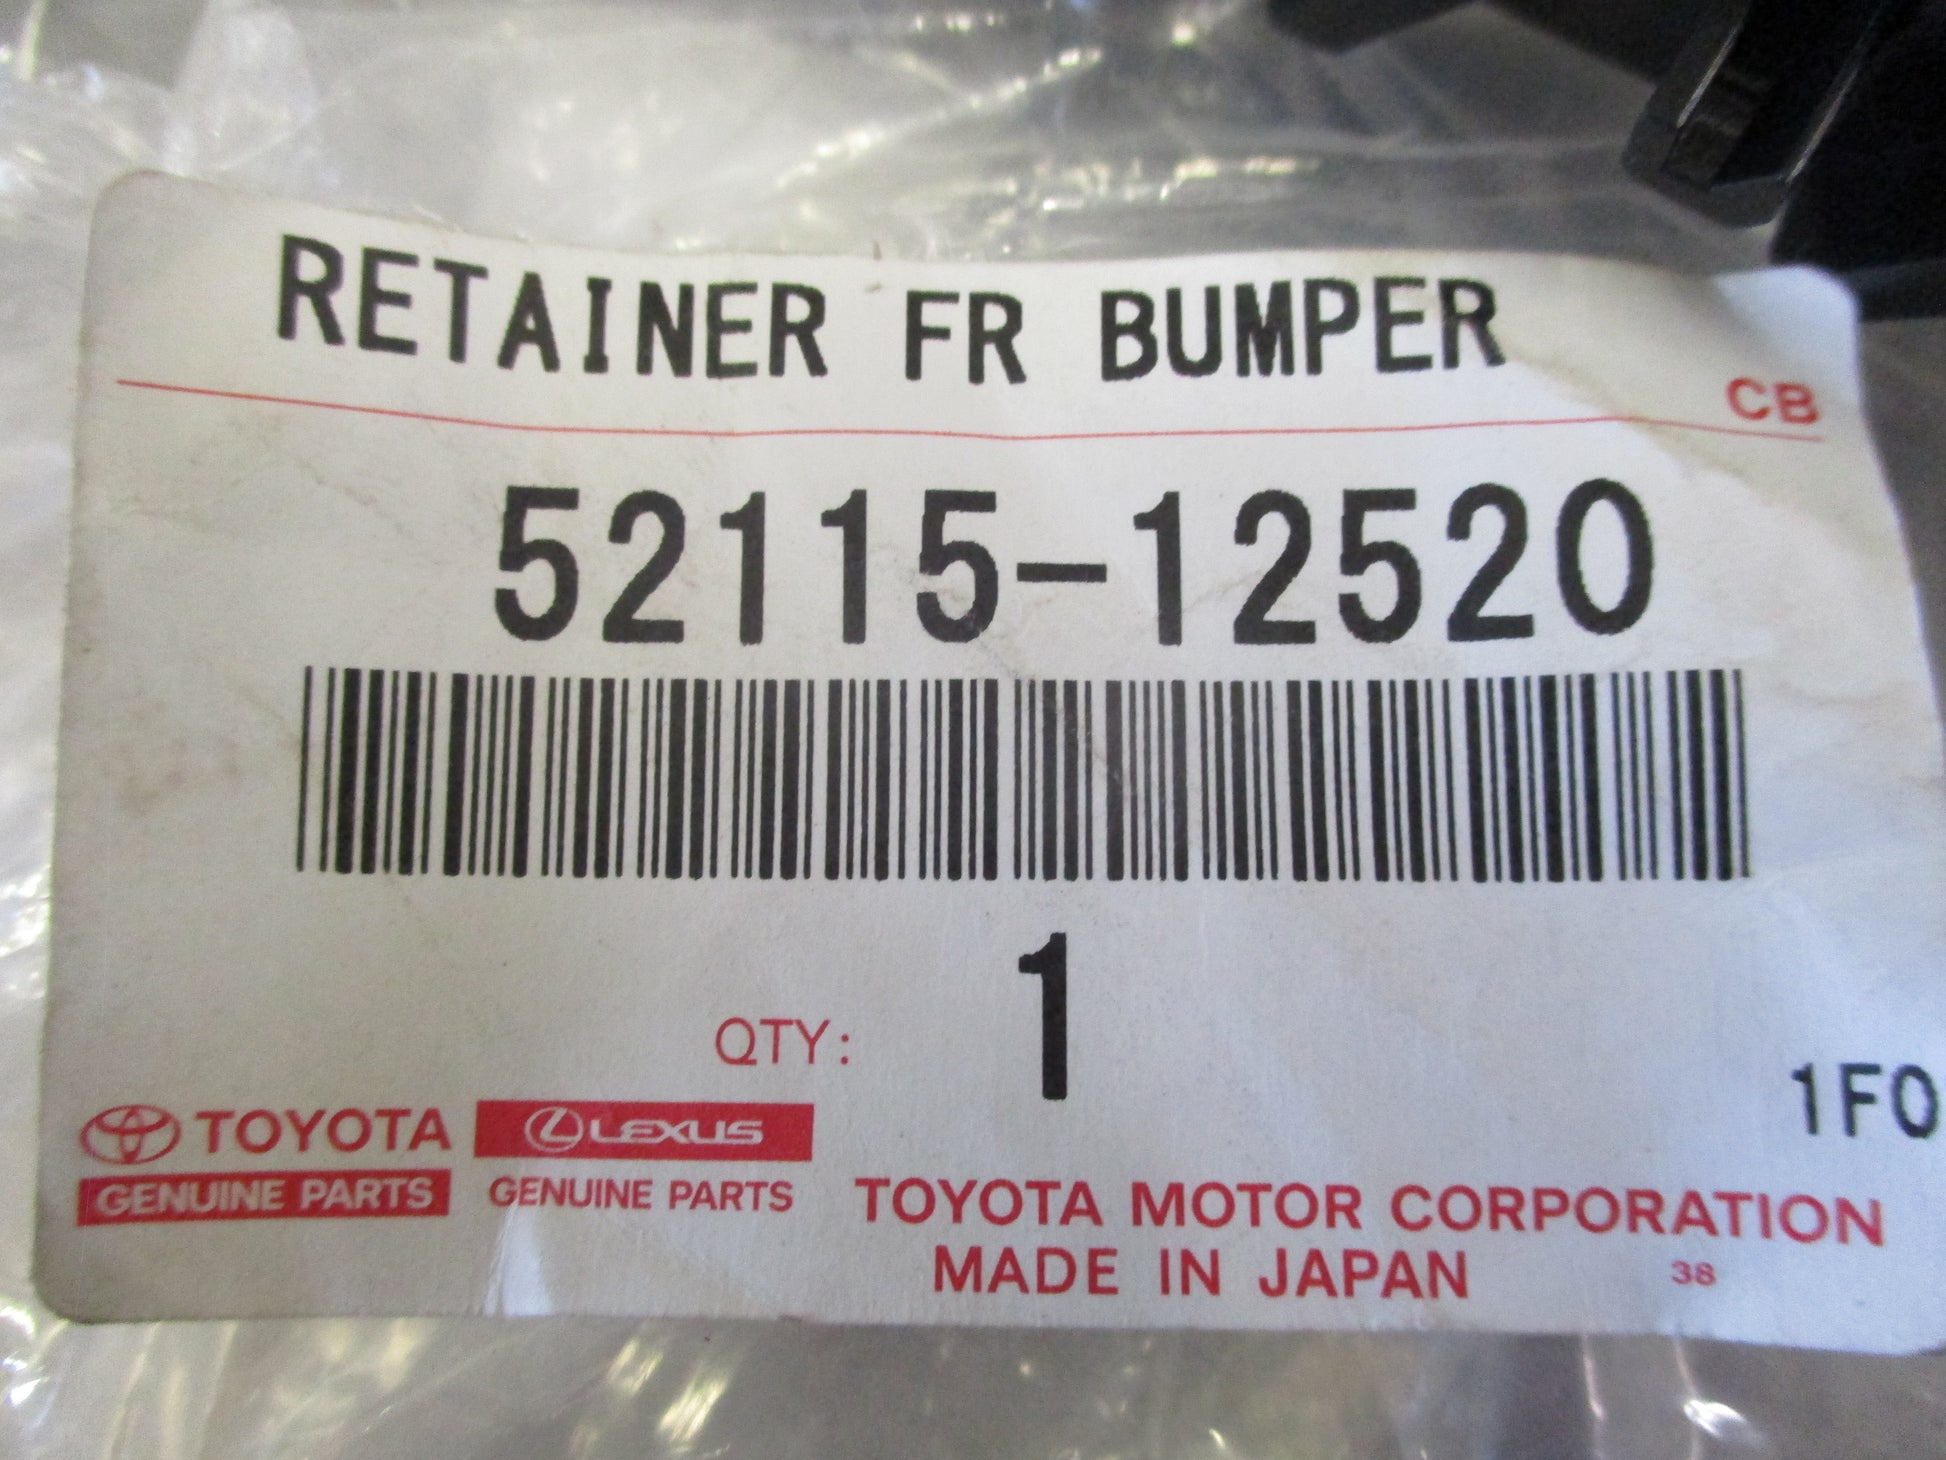 RETAINER FR BUMPER
CB
52115-12520
1
QTY:
1F0
TOYOTA
GENUINE PARTS
LEXUS
GENUINE PARTS
TOYOTA MOTOR CORPORATION
MADE IN JAPAN
38